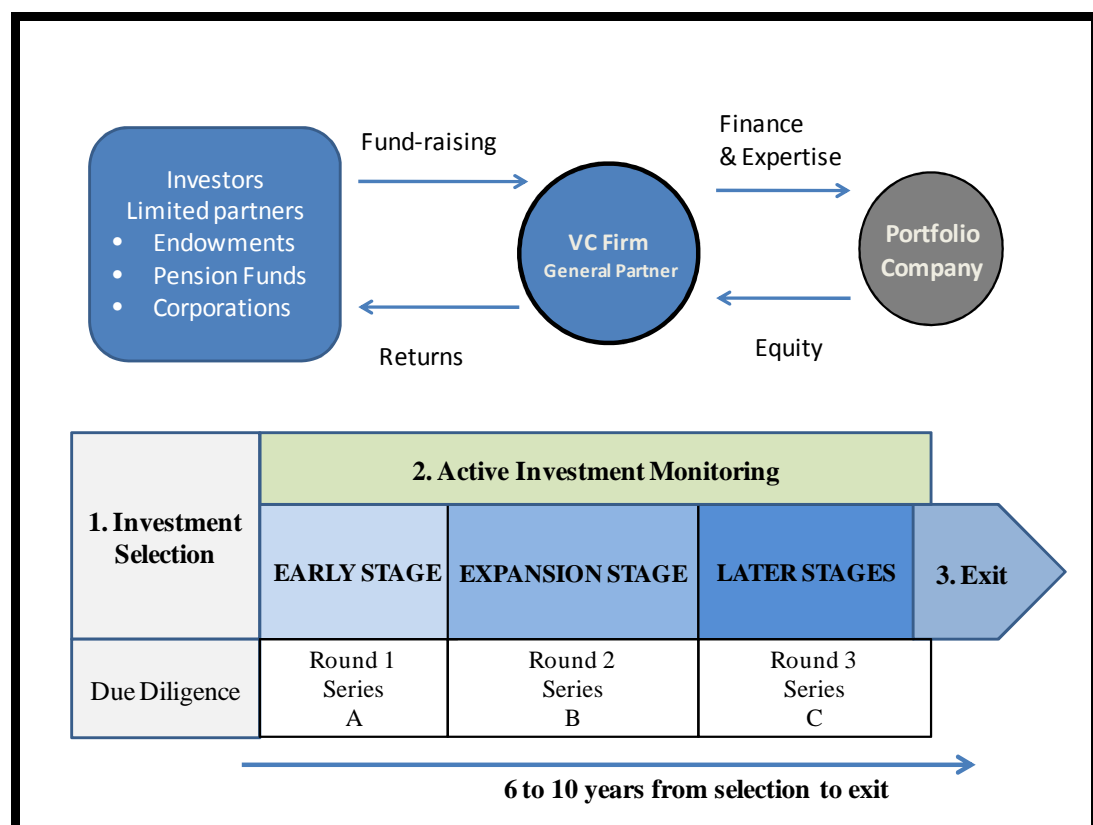 Fund-raising
Finance
& Expertise
Investors
Limited partners
• Endowments
• Pension Funds
• Corporations
VC Firm
General Partner
Portfolio
Company
Returns
Equity
1. Investment
Selection
2. Active Investment Monitoring
EARLY STAGE
EXPANSION STAGE
LATER STAGES
3. Exit
Due Diligence
Round 1
Series
A
Round 2
Series
B
Round 3
Series
C
6 to 10 years from selection to exit